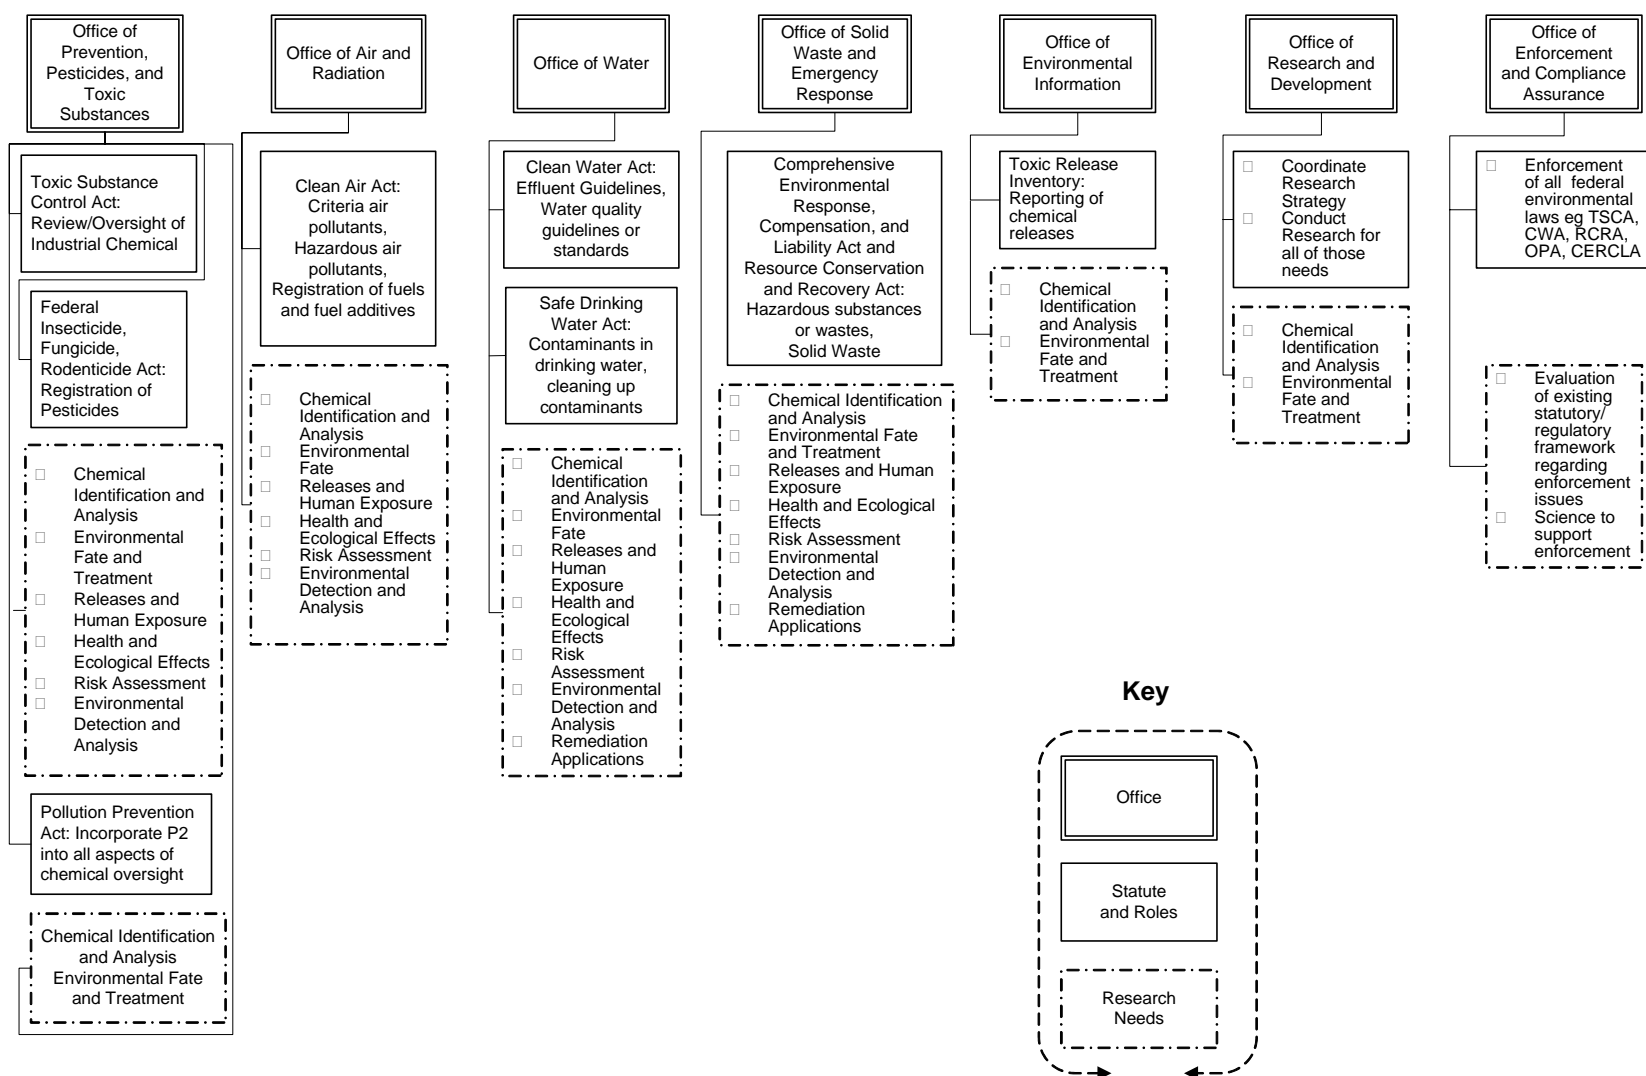 Office of
Prevention,
Pesticides, and
Toxic
Substances
Toxic Substance
Control Act:
Review/Oversight of
Industrial Chemical
Federal
Insecticide,
Fungicide,
Rodenticide Act:
Registration of
Pesticides
Chemical
Identification and
Analysis
Environmental
Fate and
Treatment
Releases and
Human Exposure
Health and
Ecological Effects
Risk Assessment
Environmental
Detection and
Analysis
Pollution Prevention
Act: Incorporate P2
into all aspects of
chemical oversight
Chemical Identification
and Analysis
Environmental Fate
and Treatment
Office of Air and
Radiation
Clean Air Act:
Criteria air
pollutants,
Hazardous air
pollutants,
Registration of fuels
and fuel additives
Chemical
Identification and
Analysis
Environmental
Fate
Releases and
Human Exposure
Health and
Ecological Effects
Risk Assessment
Environmental
Detection and
Analysis
Office of Water
Clean Water Act:
Effluent Guidelines,
Water quality
guidelines or
standards
Safe Drinking
Water Act:
Contaminants in
drinking water,
cleaning up
contaminants
Chemical
Identification
and Analysis
Environmental
Fate
Releases and
Human
Exposure
Health and
Ecological
Effects
Risk
Assessment
Environmental
Detection and
Analysis
Remediation
Applications
Office of Solid
Waste and
Emergency
Response
Comprehensive
Environmental
Response,
Compensation, and
Liability Act and
Resource Conservation
and Recovery Act:
Hazardous substances
or wastes,
Solid Waste
Chemical Identification
and Analysis
Environmental Fate
and Treatment
Releases and Human
Exposure
Health and Ecological
Effects
Risk Assessment
Environmental
Detection and
Analysis
Remediation
Applications
Office of
Environmental
Information
Toxic Release
Inventory:
Reporting of
chemical
releases
Chemical
Identification
and Analysis
Environmental
Fate and
Treatment
Office of
Research and
Development
Coordinate
Research
Strategy
Conduct
Research for
all of those
needs
Chemical
Identification
and Analysis
Environmental
Fate and
Treatment
Office of
Enforcement
and Compliance
Assurance
Enforcement
of all federal
environmental
laws eg TSCA,
CWA, RCRA,
OPA, CERCLA
Evaluation
of existing
statutory/
regulatory
framework
regarding
enforcement
issues
Science to
support
enforcement
Key
Office
Statute
and Roles
Research
Needs